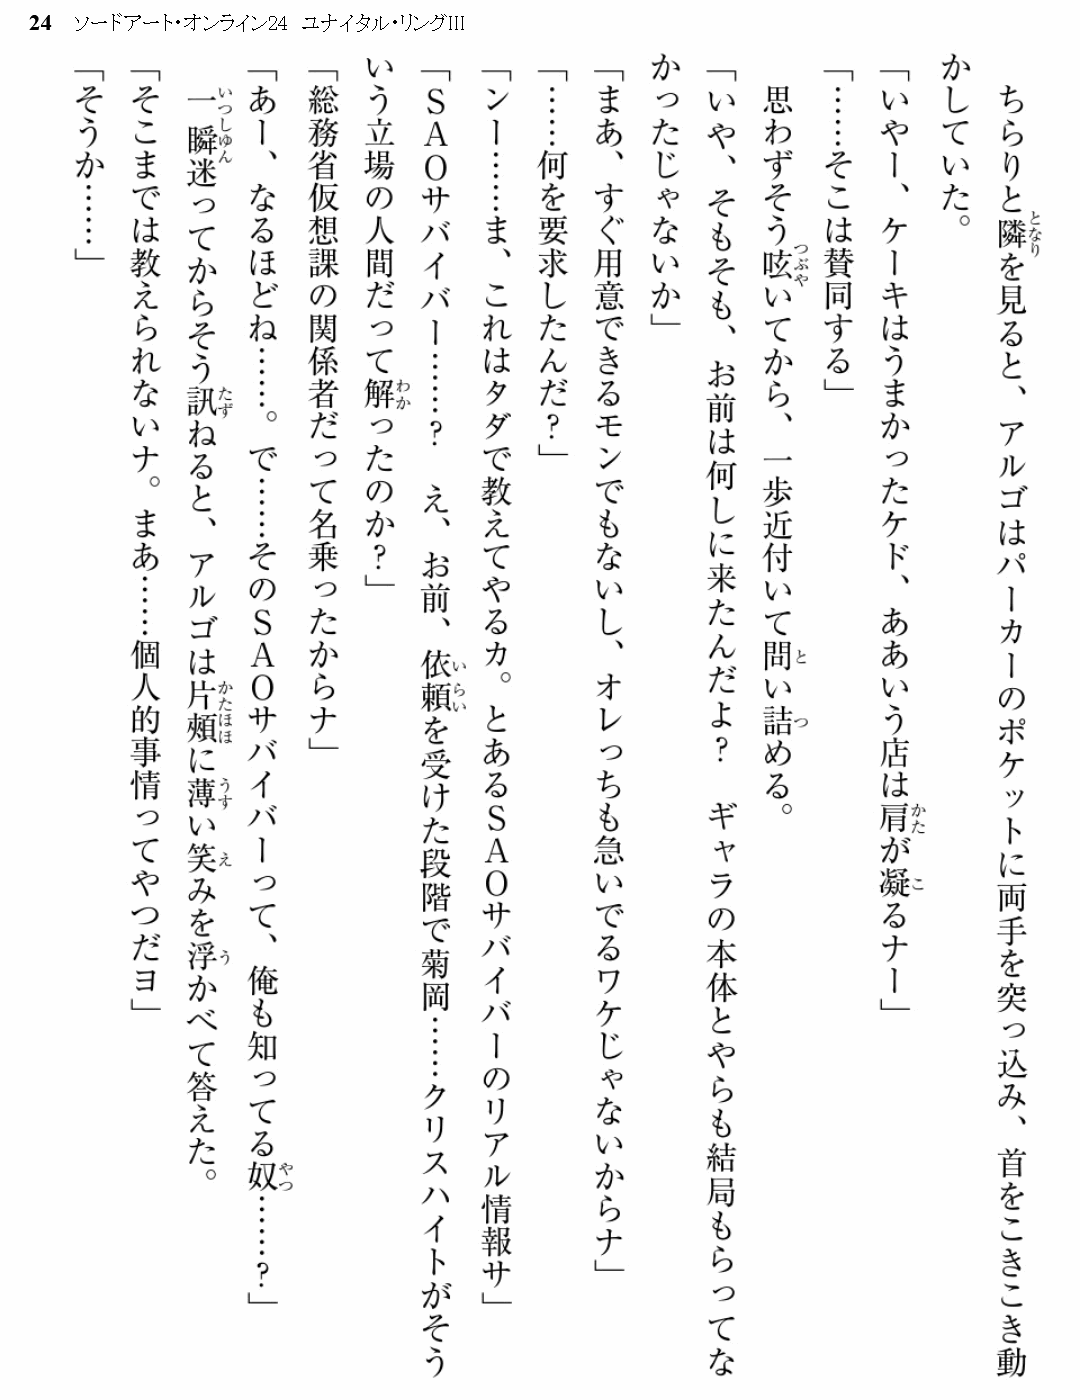 24 ソードアート・オンライン24 ユナイタル・リングIII
ちらりと隣を見ると、アルゴはパーカーのポケットに両手を突っ込み、首をこきこき動
かしていた。
「いやー、ケーキはうまかったケド、ああいう店は肩が凝るナー」
「……そこは賛同する」
思わずそう呟いてから、一歩近付いて問い詰める。
「いや、そもそも、お前は何しに来たんだよ? ギャラの本体とやらも結局もらってな
かったじゃないか」
「まあ、すぐ用意できるモンでもないし、オレっちも急いでるワケじゃないからナ」
「……何を要求したんだ?」
「ンー……ま、これはタダで教えてやるカ。とあるSAOサバイバーのリアル情報サ」
「SAOサバイバー……? え、お前、依頼を受けた段階で菊岡……クリスハイトがそう
いう立場の人間だって解ったのか?」
「総務省仮想課の関係者だって名乗ったからナ」
「あー、なるほどね……。で……そのSAOサバイバーって、俺も知ってる奴……?」
一瞬迷ってからそう訊ねると、アルゴは片頰に薄い笑みを浮かべて答えた。
「そこまでは教えられないナ。まあ……個人的事情ってやつだヨ」
「そうか……」